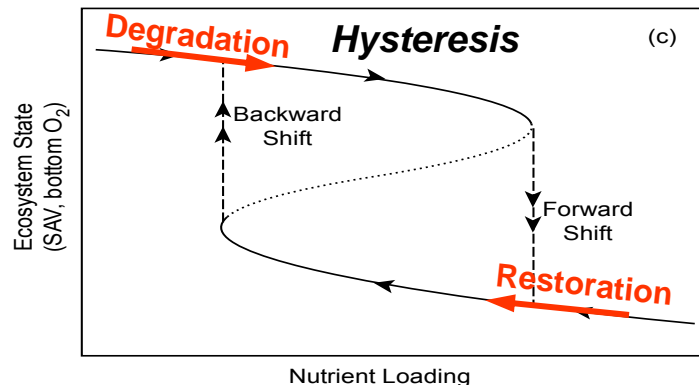 Degradation
Hysteresis
(c)
Backward
Shift
Forward
Shift
Restoration
Ecosystem State
(SAV, bottom O₂)
Nutrient Loading